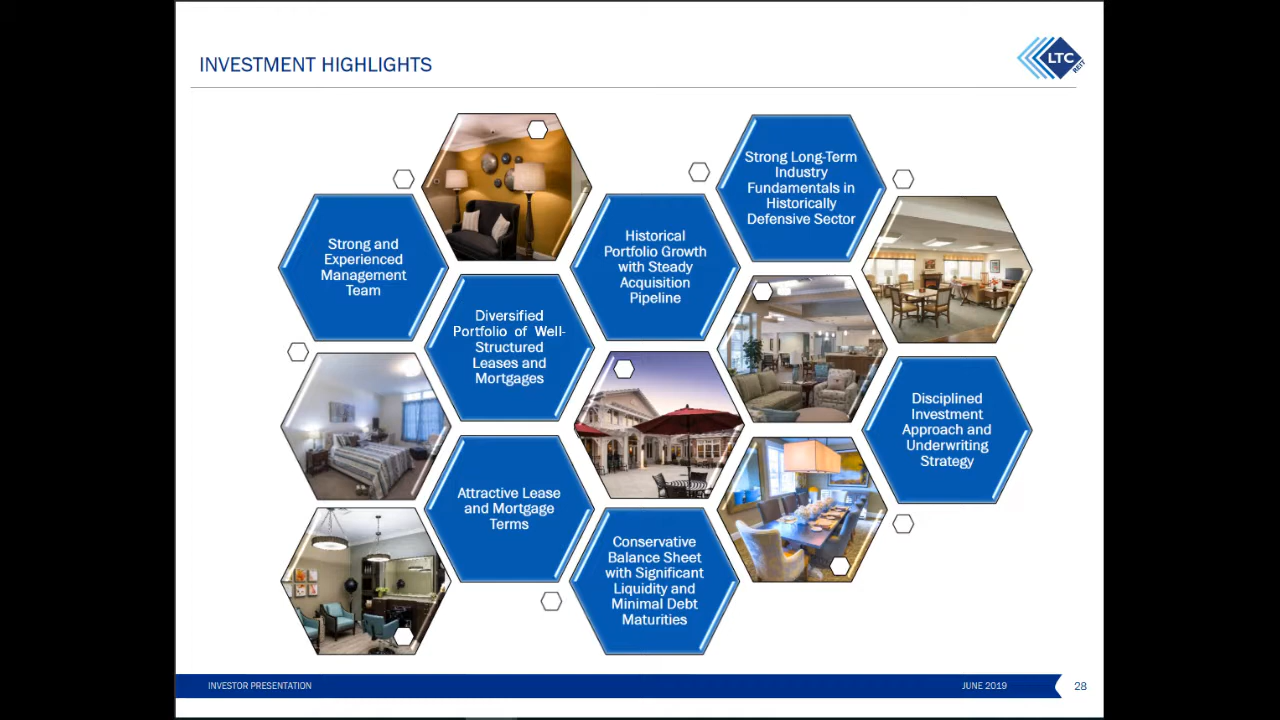 INVESTMENT HIGHLIGHTS
LTC
REIT
Strong Long-Term
Industry
Fundamentals in
Historically
Defensive Sector
Strong and
Experienced
Management
Team
Historical
Portfolio Growth
with Steady
Acquisition
Pipeline
Diversified
Portfolio of Well-
Structured
Leases and
Mortgages
Disciplined
Investment
Approach and
Underwriting
Strategy
Attractive Lease
and Mortgage
Terms
Conservative
Balance Sheet
with Significant
Liquidity and
Minimal Debt
Maturities
INVESTOR PRESENTATION
JUNE 2019
28